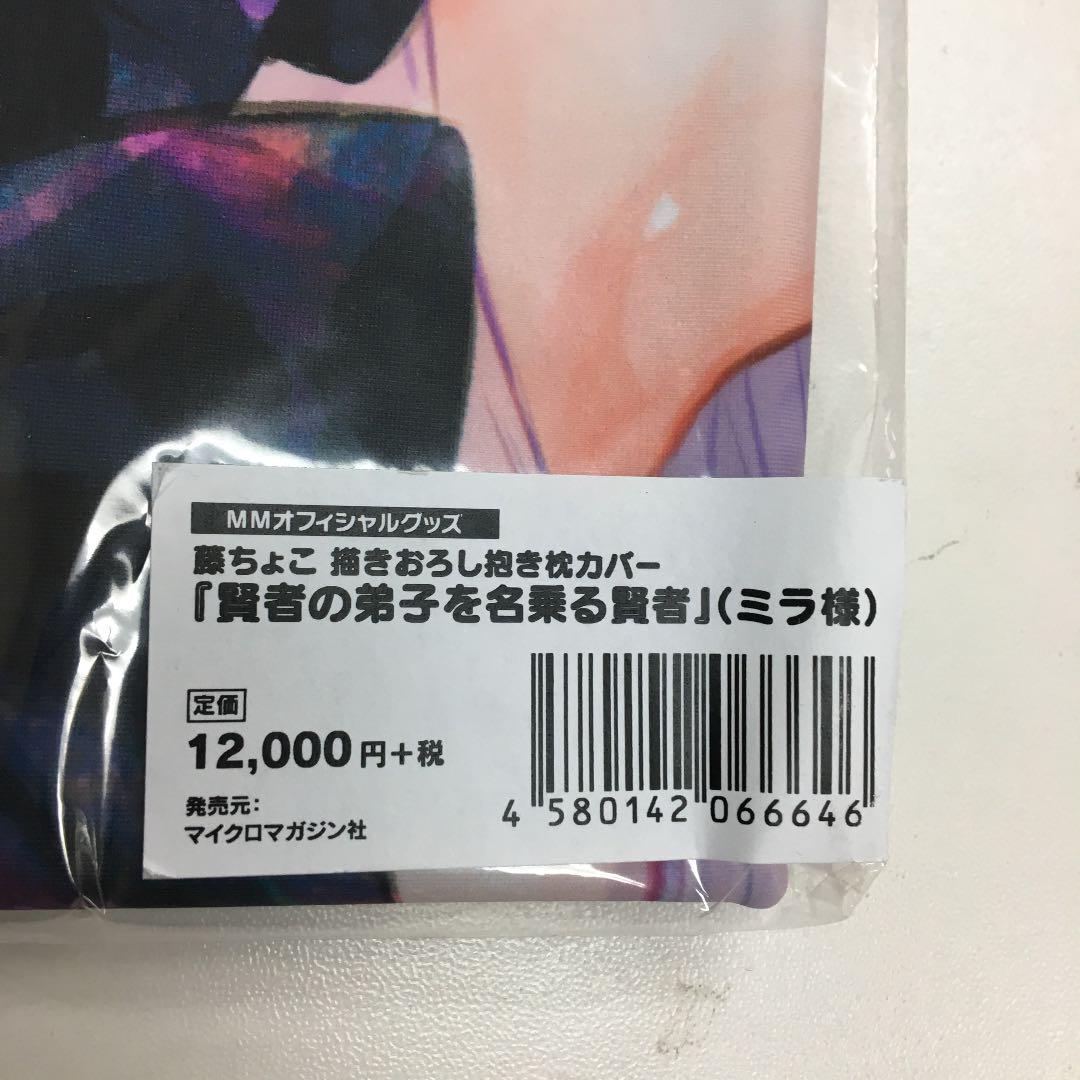 MMオフィシャルグッズ
藤ちょこ 描きおろし抱き枕カバー
『賢者の弟子を名乗る賢者』(ミラ様)
定価
12,000円+税
発売元:
マイクロマガジン社
4 580142 066646